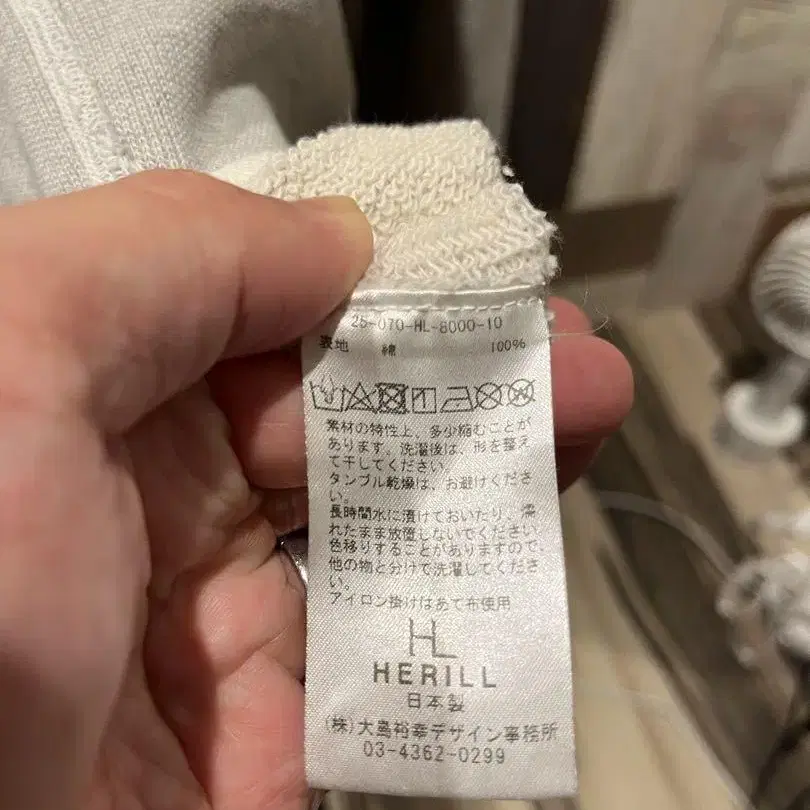 25-070-HL-8000-10
表地 綿 100%
素材の特性上、多少縮むことが
あります。洗濯後は、形を整え
て干してください。
タンブル乾燥は、お避けくださ
い。
長時間水に漬けておいたり、濡
れたまま放置しないでください
色移りすることがありますので、
他の物と分けて洗濯してくださ
い。
アイロン掛けはあて布使用
HL
HERILL
日本製
(株)大島裕幸デザイン事務所
03-4362-0299